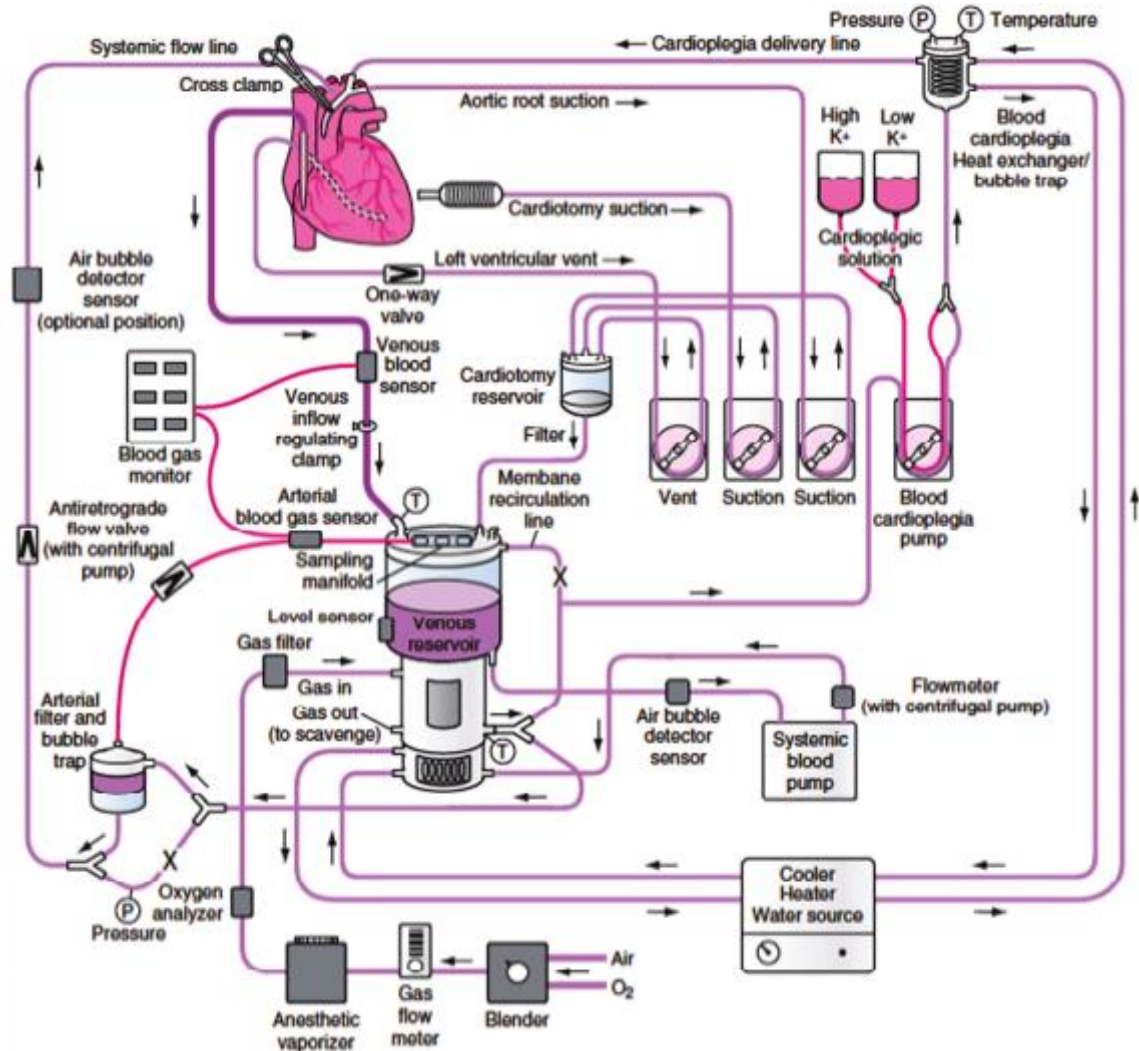 Pressure P T Temperature
Systemic flow line
Cardioplegia delivery line
Cross clamp
Aortic root suction
High
K+
Low
K+
Blood
cardioplegia
Heat exchanger/
bubble trap
Cardiotomy suction
Cardioplegic
solution
Left ventricular vent
One-way
valve
Air bubble
detector
sensor
(optional position)
Venous
blood
sensor
Cardiotomy
reservoir
Venous
inflow
regulating
clamp
Filter
Blood gas
monitor
Membane
recirculation
line
Vent
Suction
Suction
Blood
cardioplegia
pump
Arterial
blood gas sensor
T
Antiretrograde
flow valve
(with centrifugal
pump)
Sampling
manifold
X
Level sensor
Venous
reservoir
Gas filter
Gas in
Gas out
(to scavenge)
T
Air bubble
detector
sensor
Flowmeter
(with centrifugal pump)
Systemic
blood
pump
Arterial
filter and
bubble
trap
X
P
Pressure
Oxygen
analyzer
Cooler
Heater
Water source
Air
O2
Anesthetic
vaporizer
Gas
flow
meter
Blender